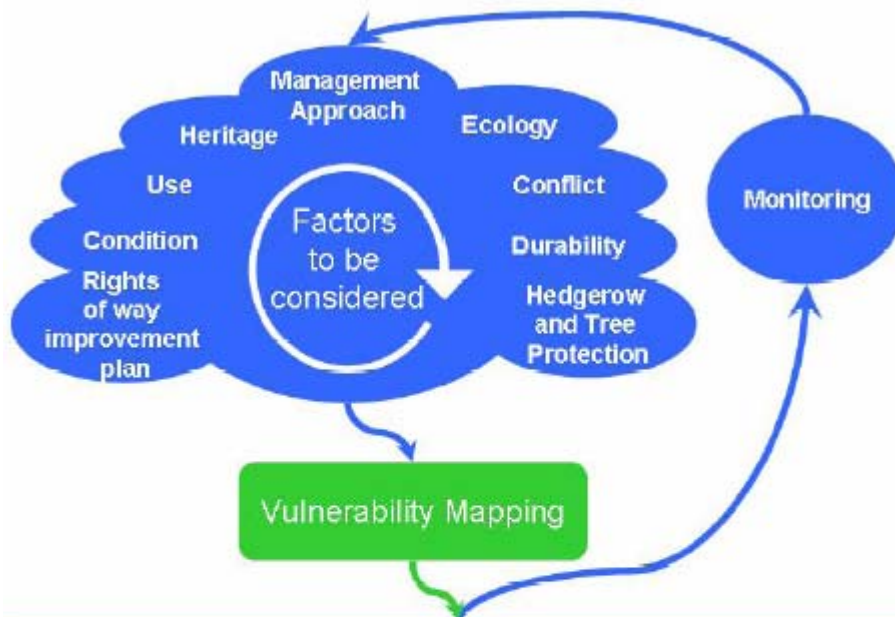 Management
Approach
Heritage
Ecology
Use
Conflict
Monitoring
Condition
Durability
Factors
to be
considered
Rights
of way
improvement
plan
Hedgerow
and Tree
Protection
Vulnerability Mapping